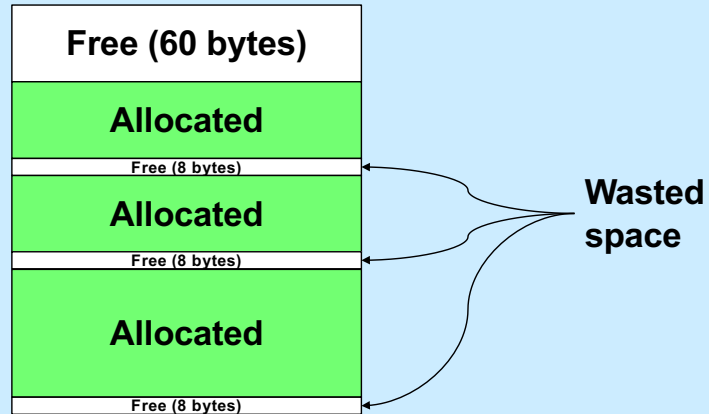 Free (60 bytes)
Allocated
Free (8 bytes)
Allocated
Free (8 bytes)
Allocated
Free (8 bytes)
Wasted
space